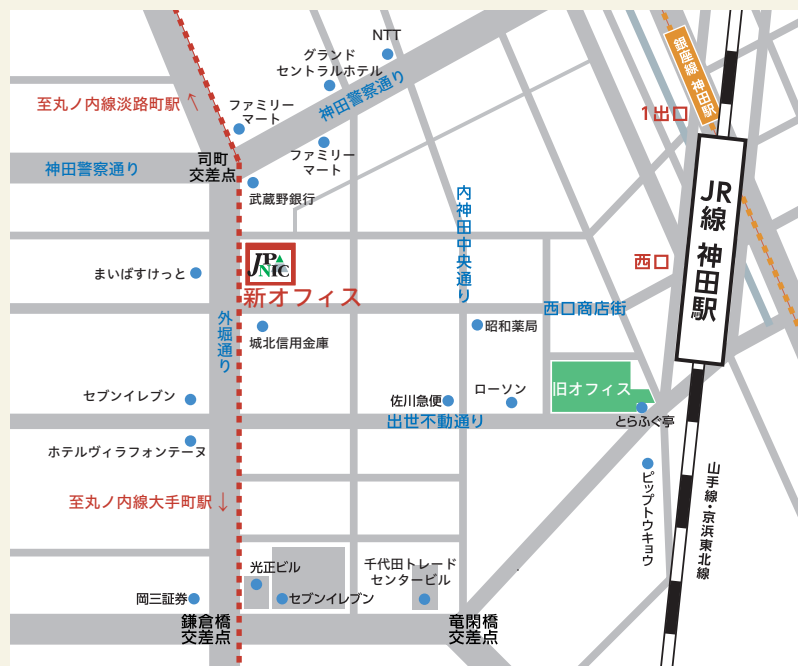 NTT
グランド
セントラルホテル
銀座線 神田駅
神田警察通り
至丸ノ内線淡路町駅↑
ファミリー
マート
1出口
ファミリー
マート
司町
交差点
神田警察通り
武蔵野銀行
JR線 神田駅
内神田中央通り
JPNIC
西口
まいばすけっと
新オフィス
西口商店街
外堀通り
昭和薬局
城北信用金庫
セブンイレブン
佐川急便
ローソン
旧オフィス
出世不動通り
とらふぐ亭
ホテルヴィラフォンテーヌ
ピップトウキョウ
山手線・京浜東北線
至丸ノ内線大手町駅↓
光正ビル
千代田トレード
センタービル
岡三証券
セブンイレブン
鎌倉橋
交差点
竜閑橋
交差点